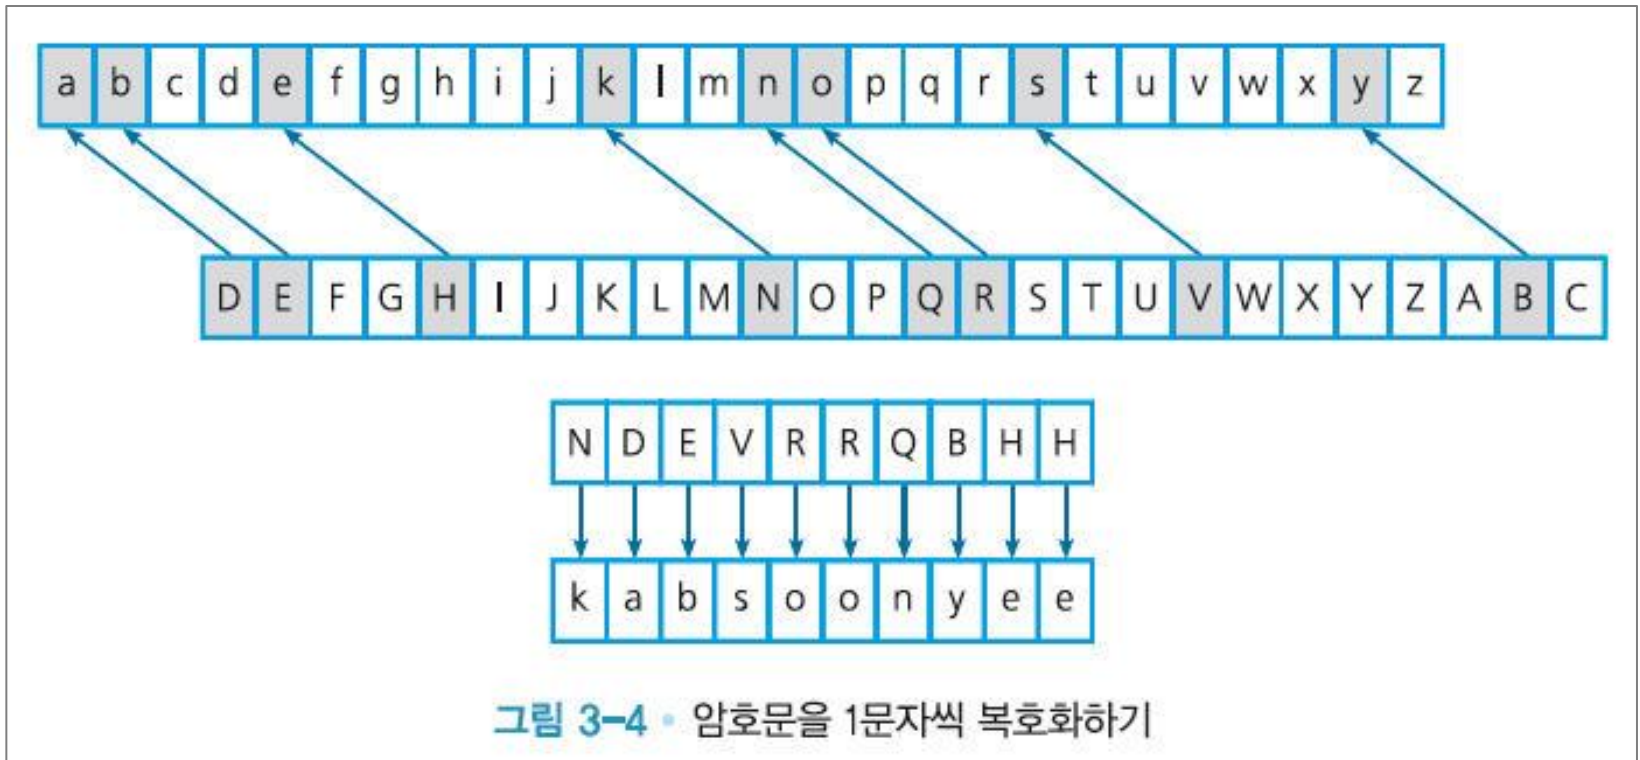 a b c d e f g h i j k l m n o p q r s t u v w x y z
D E F G H I J K L M N O P Q R S T U V W X Y Z A B C
N D E V R R Q B H H
k a b s o o n y e e
그림 3-4 • 암호문을 1문자씩 복호화하기